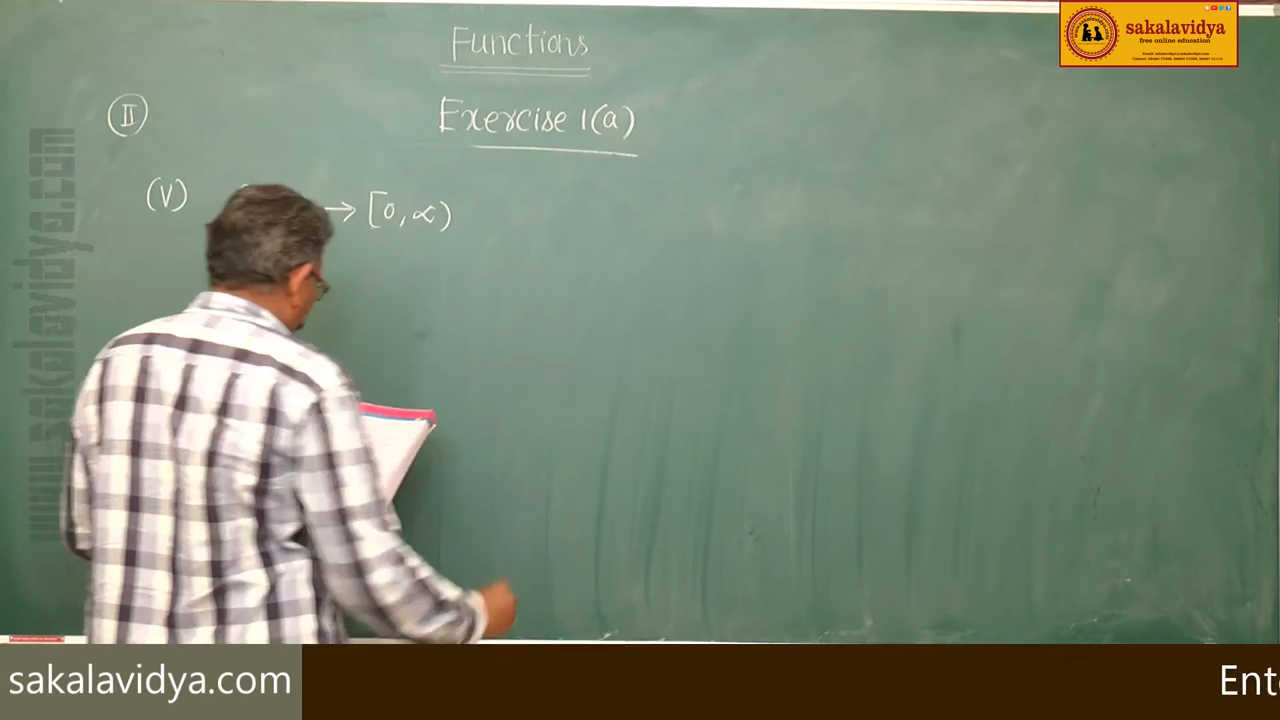 Functions
sakalavidya
free online education
II
Exercise 1(a)
(V) → [0, ∞)
www.sakalavidya.com
sakalavidya.com
Ent